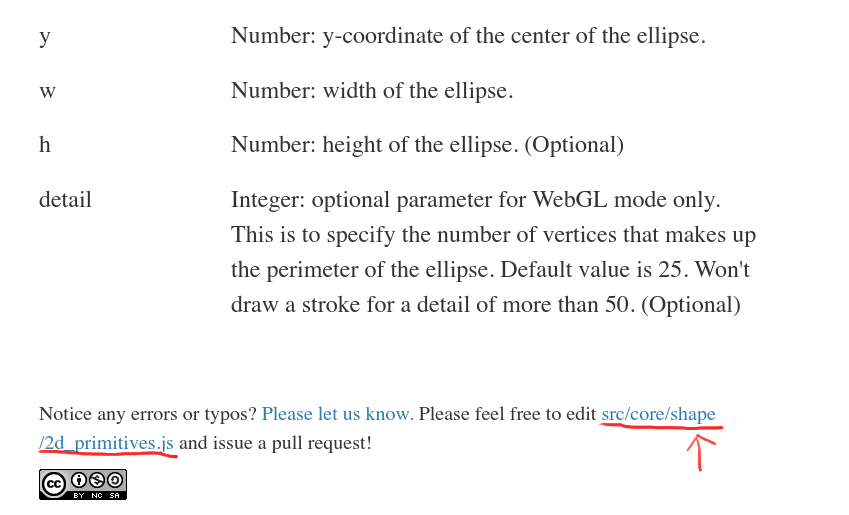 y Number: y-coordinate of the center of the ellipse.
w Number: width of the ellipse.
h Number: height of the ellipse. (Optional)
detail Integer: optional parameter for WebGL mode only.
This is to specify the number of vertices that makes up
the perimeter of the ellipse. Default value is 25. Won't
draw a stroke for a detail of more than 50. (Optional)
Notice any errors or typos? Please let us know. Please feel free to edit src/core/shape
/2d_primitives.js and issue a pull request!
cc
BY NC SA